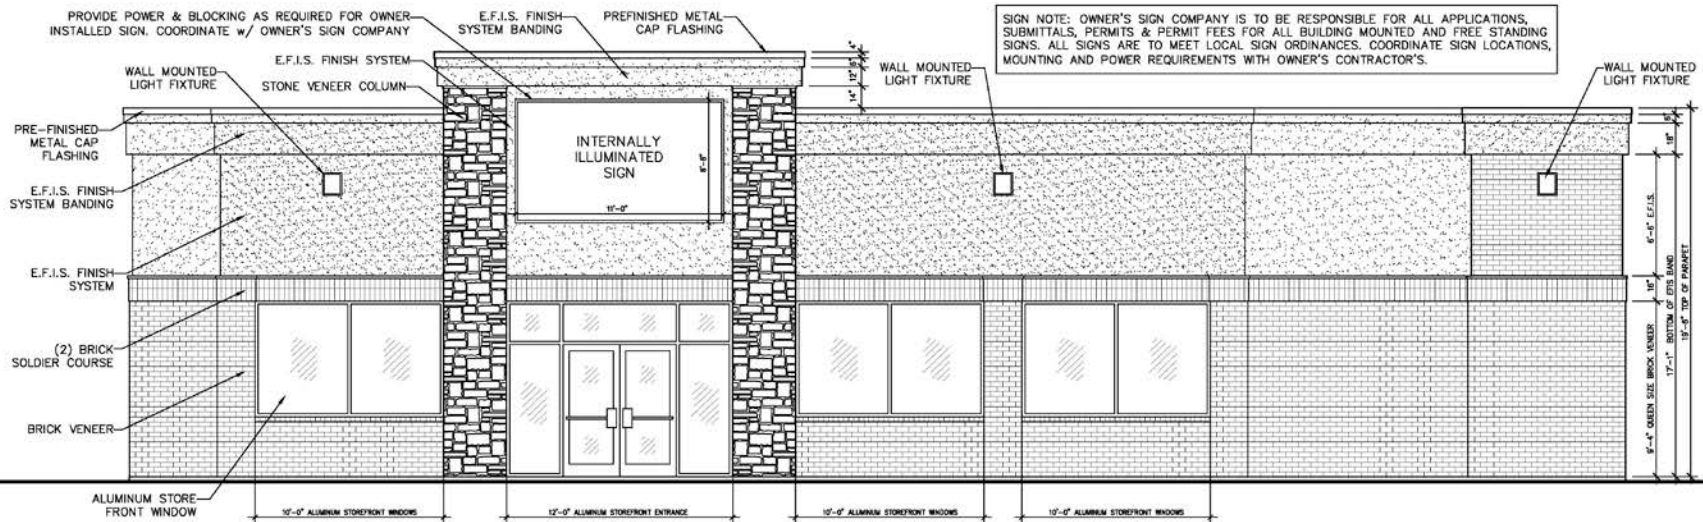 PROVIDE POWER & BLOCKING AS REQUIRED FOR OWNER
INSTALLED SIGN. COORDINATE w/ OWNER'S SIGN COMPANY
E.F.I.S. FINISH
SYSTEM BANDING
PREFINISHED METAL
CAP FLASHING
SIGN NOTE: OWNER'S SIGN COMPANY IS TO BE RESPONSIBLE FOR ALL APPLICATIONS,
SUBMITTALS, PERMITS & PERMIT FEES FOR ALL BUILDING MOUNTED AND FREE STANDING
SIGNS. ALL SIGNS ARE TO MEET LOCAL SIGN ORDINANCES. COORDINATE SIGN LOCATIONS,
MOUNTING AND POWER REQUIREMENTS WITH OWNER'S CONTRACTOR'S.
E.F.I.S. FINISH SYSTEM
WALL MOUNTED
LIGHT FIXTURE
STONE VENEER COLUMN
4"
8"
12"
14"
WALL MOUNTED
LIGHT FIXTURE
WALL MOUNTED
LIGHT FIXTURE
PRE-FINISHED
METAL CAP
FLASHING
INTERNALLY
ILLUMINATED
SIGN
11'-0"
18"
E.F.I.S. FINISH
SYSTEM BANDING
E.F.I.S. FINISH
SYSTEM
6'-6" E.F.I.S.
16"
9'-4" QUEEN SIZE BRICK VENEER
17'-1" BOTTOM OF EFIS BAND
19'-6" TOP OF PARAPET
(2) BRICK
SOLDIER COURSE
BRICK VENEER
ALUMINUM STORE
FRONT WINDOW
10'-0" ALUMINUM STOREFRONT WINDOWS
12'-0" ALUMINUM STOREFRONT ENTRANCE
10'-0" ALUMINUM STOREFRONT WINDOWS
10'-0" ALUMINUM STOREFRONT WINDOWS